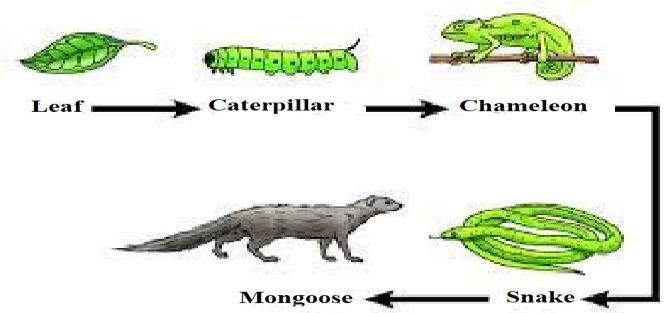 Leaf
Caterpillar
Chameleon
Mongoose
Snake